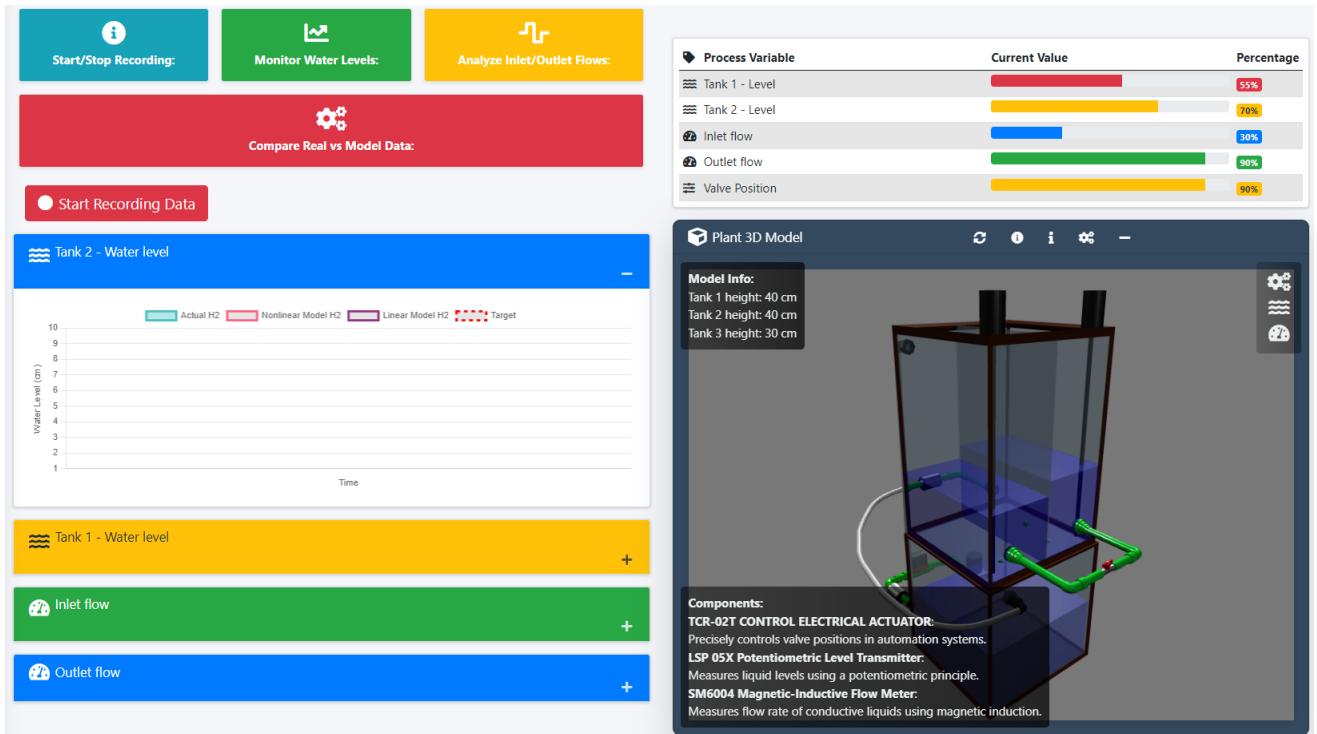 Start/Stop Recording:
Monitor Water Levels:
Analyze Inlet/Outlet Flows:
Compare Real vs Model Data:
Start Recording Data
Tank 2 - Water level
Actual H2 Nonlinear Model H2 Linear Model H2 Target
10
9
8
7
6
5
4
3
2
1
Water Level (cm)
Time
Tank 1 - Water level
Inlet flow
Outlet flow
Process Variable Current Value Percentage
Tank 1 - Level 55%
Tank 2 - Level 70%
Inlet flow 30%
Outlet flow 90%
Valve Position 90%
Plant 3D Model
Model Info:
Tank 1 height: 40 cm
Tank 2 height: 40 cm
Tank 3 height: 30 cm
Components:
TCR-02T CONTROL ELECTRICAL ACTUATOR:
Precisely controls valve positions in automation systems.
LSP 05X Potentiometric Level Transmitter:
Measures liquid levels using a potentiometric principle.
SM6004 Magnetic-Inductive Flow Meter:
Measures flow rate of conductive liquids using magnetic induction.